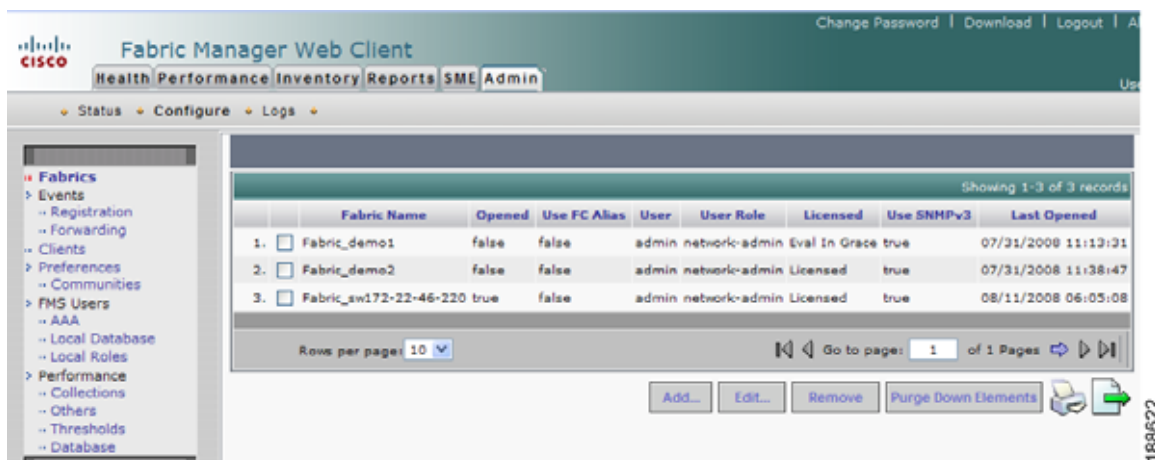 Change Password | Download | Logout | A
CISCO
Fabric Manager Web Client
Health Performance Inventory Reports SME Admin
Use
Status Configure Logs
Fabrics
Events
Registration
Forwarding
Clients
Preferences
Communities
FMS Users
AAA
Local Database
Local Roles
Performance
Collections
Others
Thresholds
Database
Showing 1-3 of 3 records
Fabric Name Opened Use FC Alias User User Role Licensed Use SNMPv3 Last Opened
1. Fabric_demo1 false false admin network-admin Eval In Grace true 07/31/2008 11:13:31
2. Fabric_demo2 false false admin network-admin Licensed true 07/31/2008 11:38:47
3. Fabric_sw172-22-46-220 true false admin network-admin Licensed true 08/11/2008 06:05:08
Rows per page: 10 Go to page: 1 of 1 Pages
Add... Edit... Remove Purge Down Elements
188622